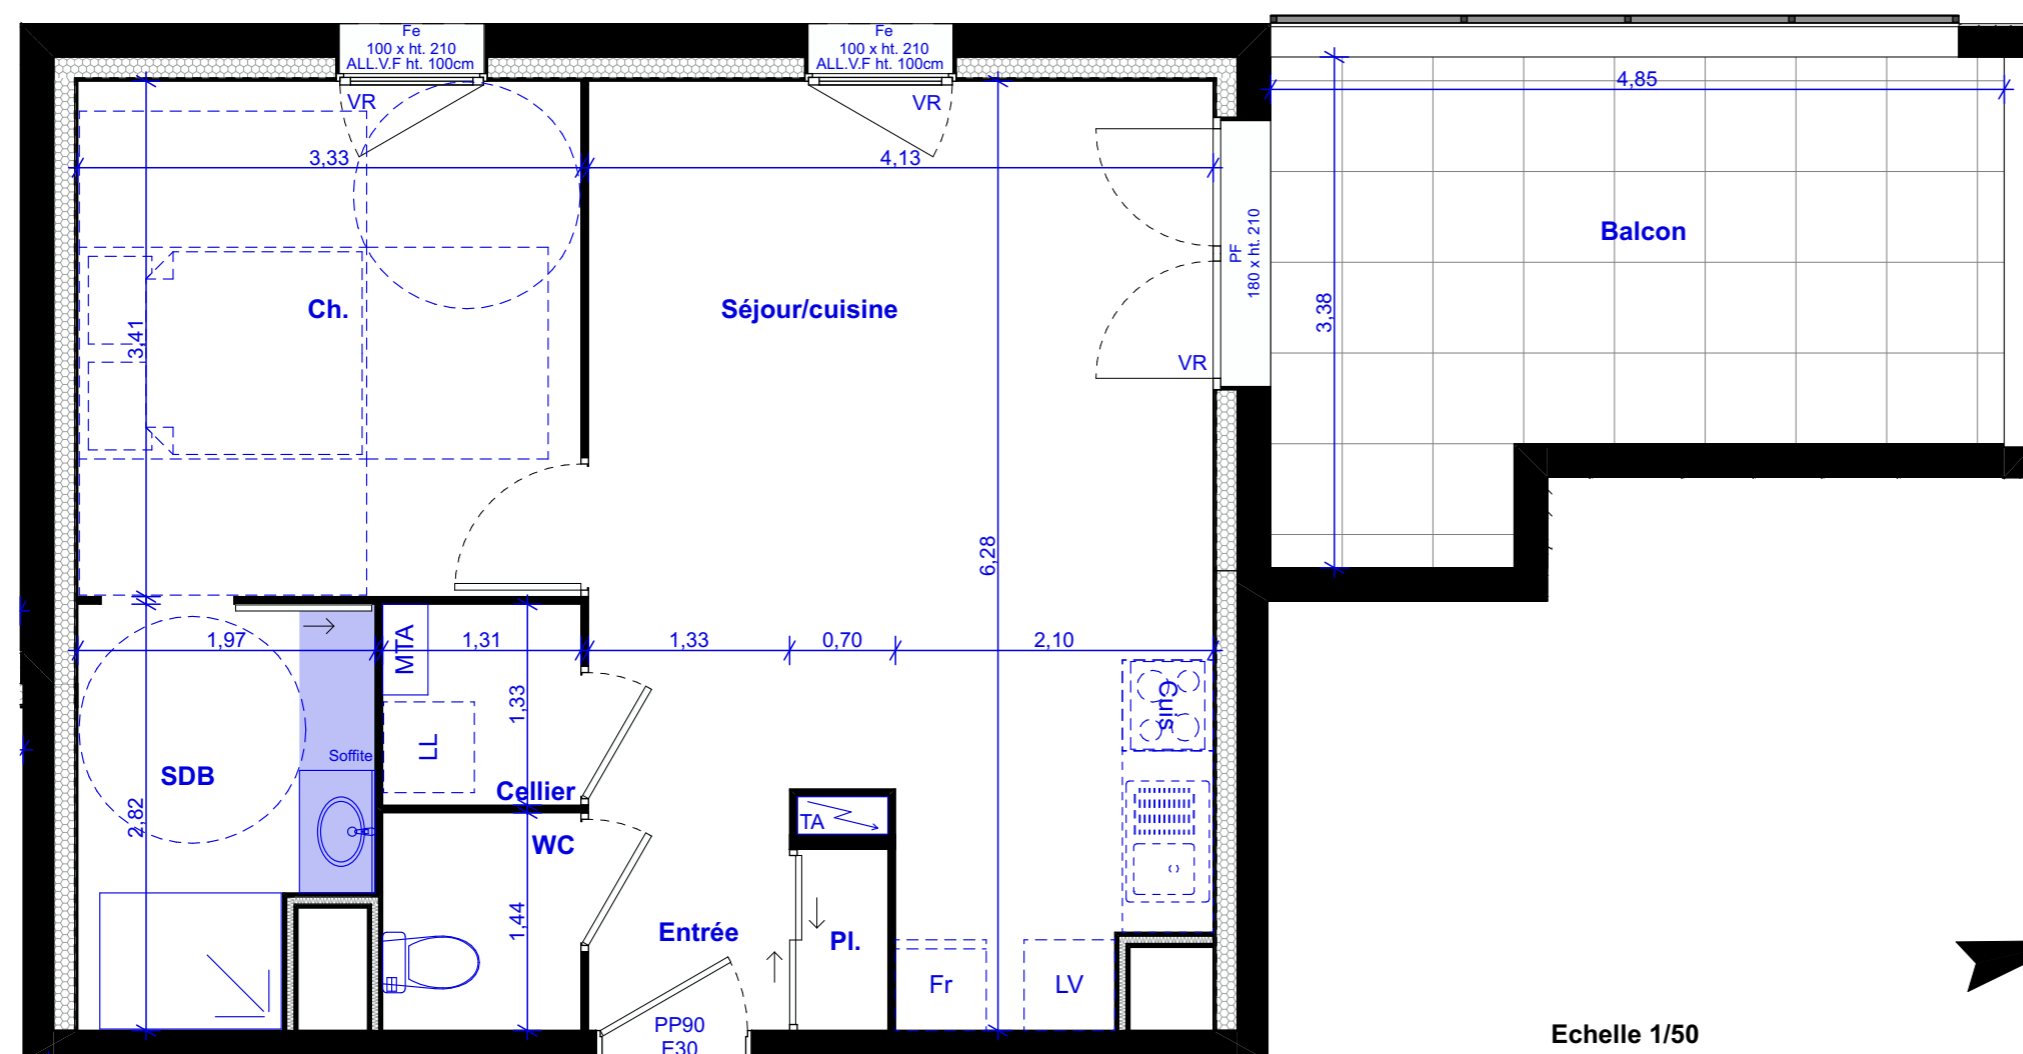 Fe
100 x ht. 210
ALL.V.F ht. 100cm
Fe
100 x ht. 210
ALL.V.F ht. 100cm
VR
VR
4,85
3,33
4,13
Balcon
PF
180 x ht. 210
Ch.
Séjour/cuisine
3,38
3,41
VR
6,28
1,97
1,31
1,33
0,70
2,10
MTA
1,33
Cuis
LL
Soffite
SDB
Cellier
2,82
TA
WC
1,44
Entrée
Pl.
Fr
LV
PP90
E30
Echelle 1/50